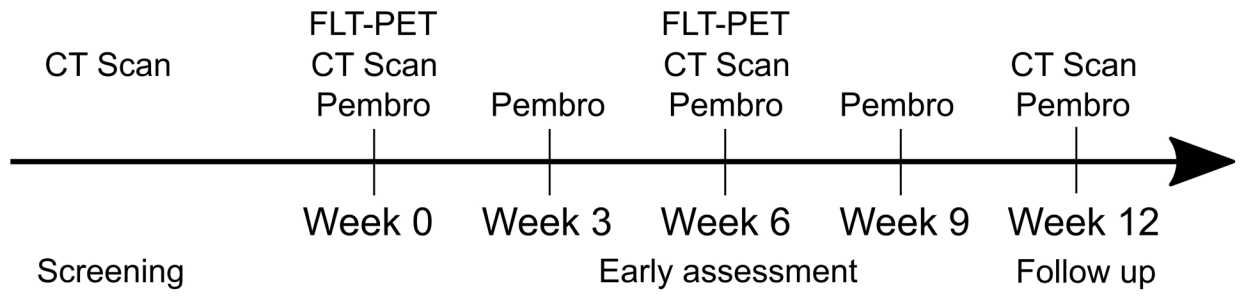 FLT-PET FLT-PET
CT Scan CT Scan CT Scan CT Scan
Pembro Pembro Pembro Pembro Pembro
Week 0 Week 3 Week 6 Week 9 Week 12
Screening Early assessment Follow up